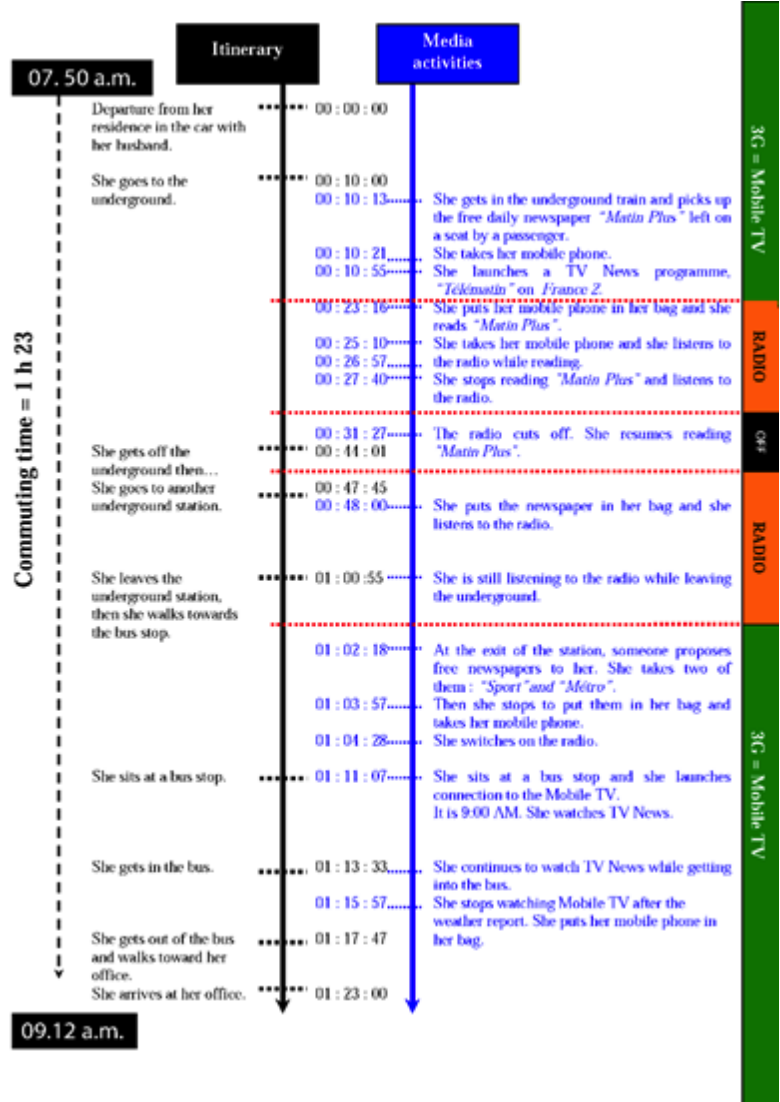 Itinerary
Media
activities
07. 50 a.m.
Departure from her
residence in the car with
her husband.
00 : 00 : 00
She goes to the
underground.
00 : 10 : 00
00 : 10 : 13
She gets in the underground train and picks up
the free daily newspaper "Matin Plus" left on
a seat by a passenger.
00 : 10 : 21
She takes her mobile phone.
00 : 10 : 55
She launches a TV News programme,
"Télématin" on France 2.
00 : 23 : 16
She puts her mobile phone in her bag and she
reads "Matin Plus".
00 : 25 : 10
She takes her mobile phone and she listens to
00 : 26 : 57
the radio while reading.
00 : 27 : 40
She stops reading "Matin Plus" and listens to
the radio.
00 : 31 : 27
The radio cuts off. She resumes reading
"Matin Plus".
She gets off the
underground then...
00 : 44 : 01
She goes to another
underground station.
00 : 47 : 45
00 : 48 : 00
She puts the newspaper in her bag and she
listens to the radio.
She leaves the
underground station,
then she walks towards
the bus stop.
01 : 00 :55
She is still listening to the radio while leaving
the underground.
01 : 02 : 18
At the exit of the station, someone proposes
free newspapers to her. She takes two of
them : "Sport"and "Métro".
01 : 03 : 57
Then she stops to put them in her bag and
takes her mobile phone.
01 : 04 : 28
She switches on the radio.
She sits at a bus stop.
01 : 11 : 07
She sits at a bus stop and she launches
connection to the Mobile TV.
It is 9:00 AM. She watches TV News.
She gets in the bus.
01 : 13 : 33
She continues to watch TV News while getting
into the bus.
01 : 15 : 57
She stops watching Mobile TV after the
weather report. She puts her mobile phone in
her bag.
She gets out of the bus
and walks toward her
office.
01 : 17 : 47
She arrives at her office.
01 : 23 : 00
09.12 a.m.
Commuting time = 1 h 23
3G = Mobile TV
RADIO
OFF
RADIO
3G = Mobile TV